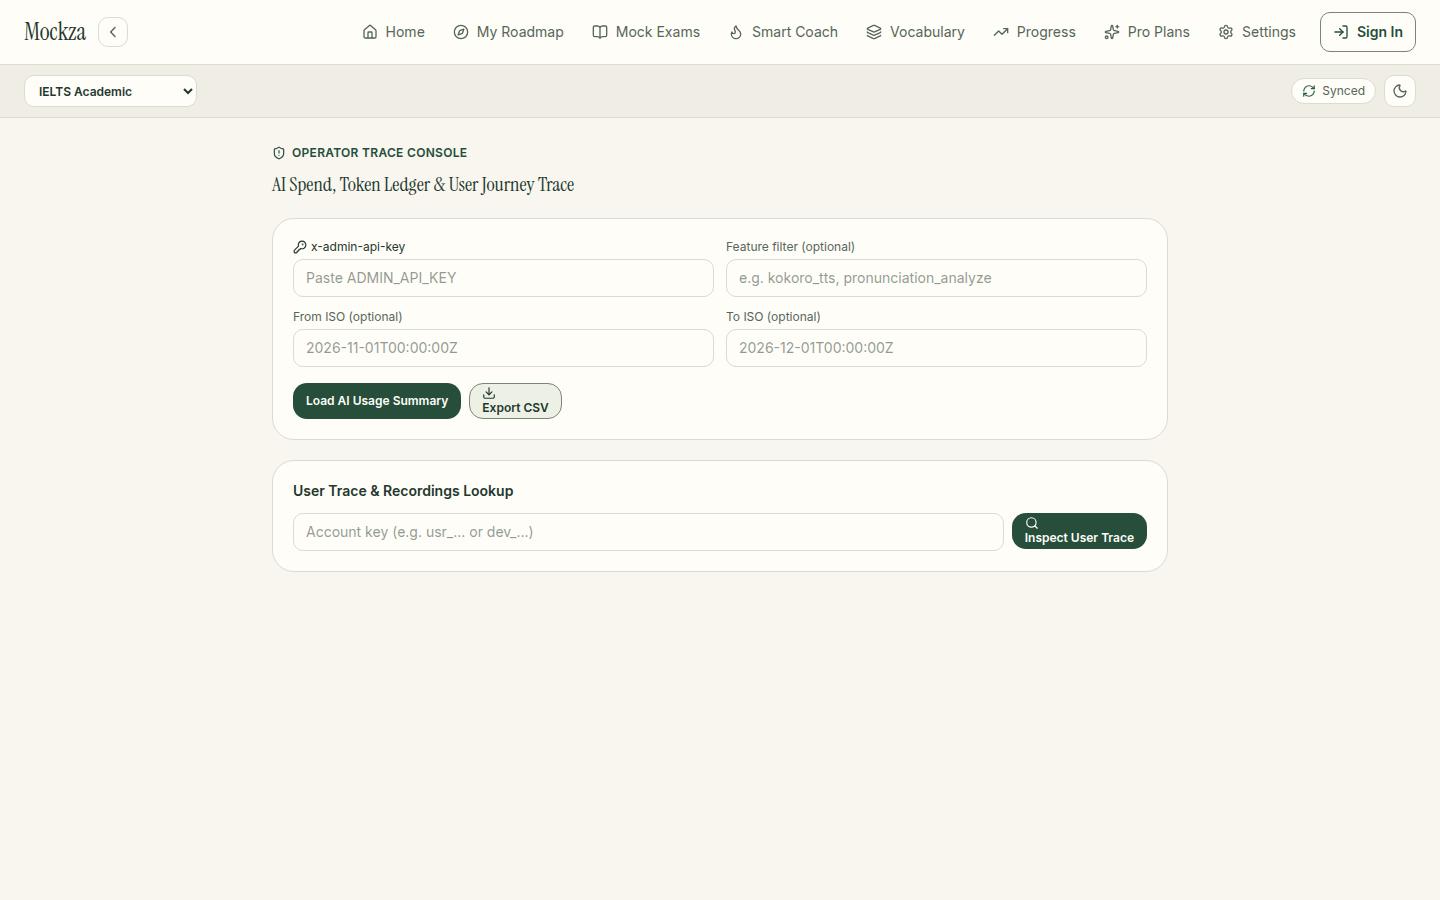 Mockza
Home
My Roadmap
Mock Exams
Smart Coach
Vocabulary
Progress
Pro Plans
Settings
Sign In
IELTS Academic
Synced
OPERATOR TRACE CONSOLE
AI Spend, Token Ledger & User Journey Trace
x-admin-api-key
Feature filter (optional)
Paste ADMIN_API_KEY
e.g. kokoro_tts, pronunciation_analyze
From ISO (optional)
To ISO (optional)
2026-11-01T00:00:00Z
2026-12-01T00:00:00Z
Load AI Usage Summary
Export CSV
User Trace & Recordings Lookup
Account key (e.g. usr_... or dev_...)
Inspect User Trace